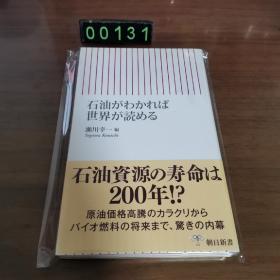 00131
石油がわかれば
世界が読める
瀬川幸一 編
Segawa Kouichi
石油資源の寿命は
200年!?
原油価格高騰のカラクリから
バイオ燃料の将来まで、驚きの内幕
朝日新書